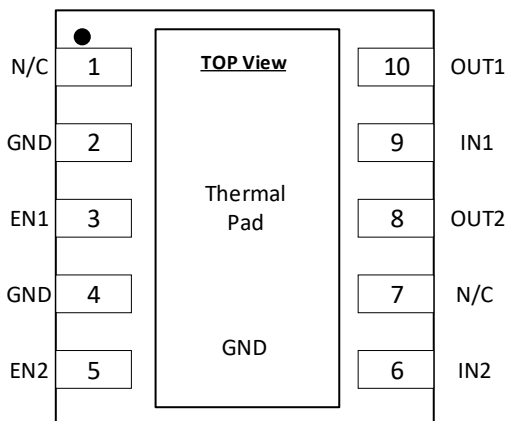 N/C 1 TOP View 10 OUT1
GND 2 9 IN1
EN1 3 Thermal 8 OUT2
Pad
GND 4 7 N/C
GND
EN2 5 6 IN2